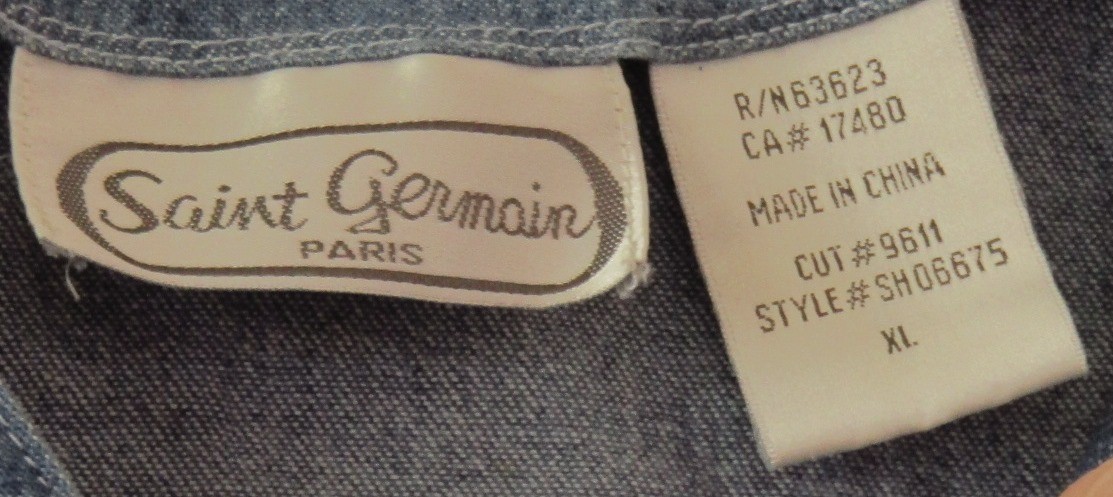 Saint Germain
PARIS
R/N63623
CA# 17480
MADE IN CHINA
CUT #9611
STYLE#SH06675
XL